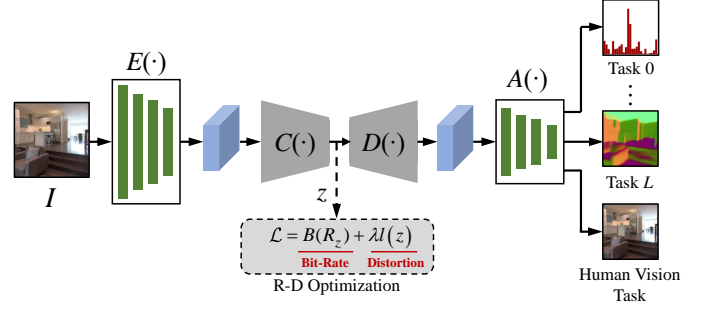 E(·)
A(·)
Task 0
⋮
C(·)
D(·)
I
z
Task L
ℒ = B(R_z) + λl(z)
Bit-Rate
Distortion
R-D Optimization
Human Vision
Task